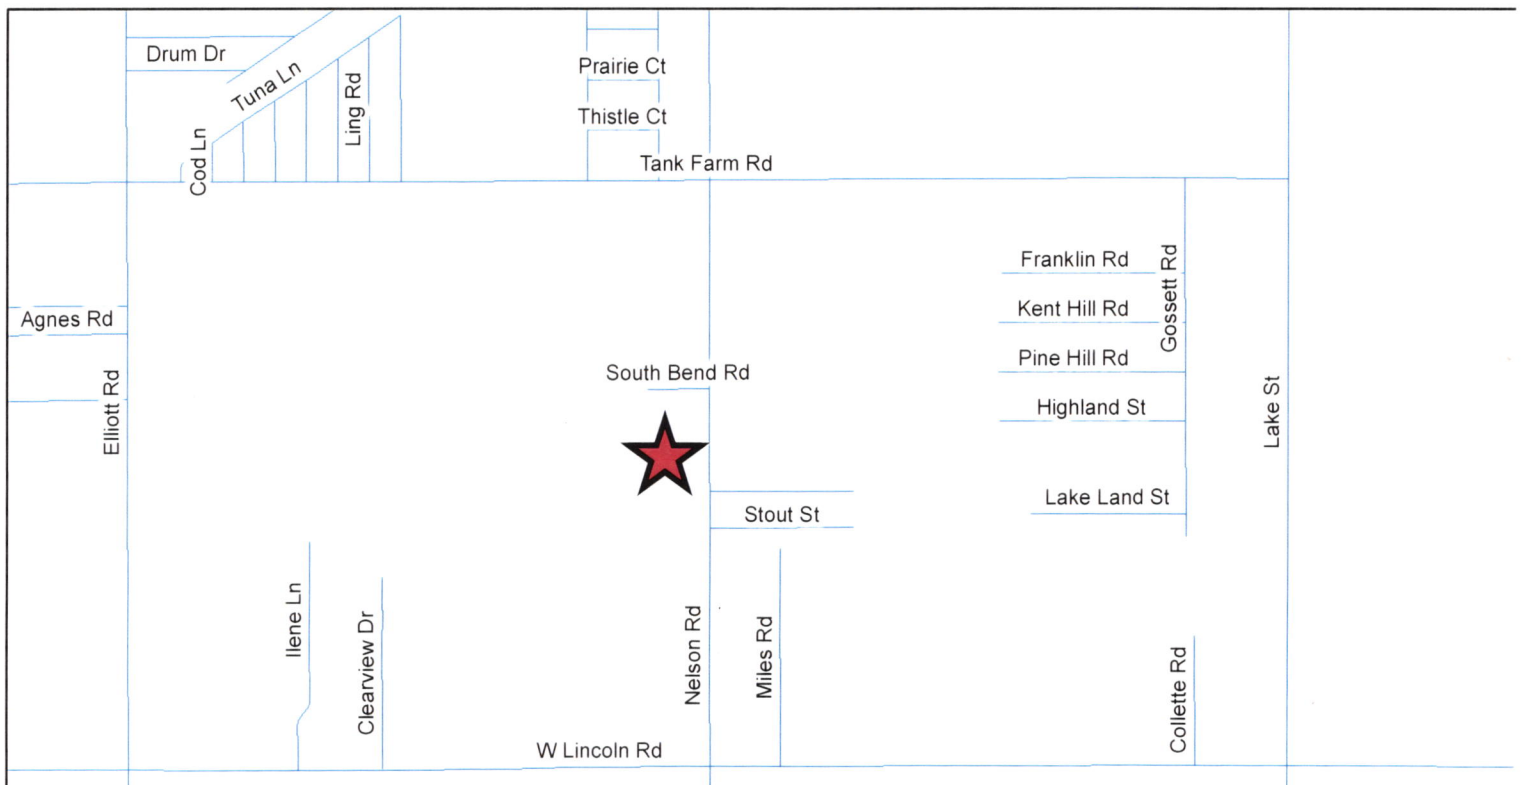 Drum Dr
Tuna Ln
Ling Rd
Cod Ln
Prairie Ct
Thistle Ct
Tank Farm Rd
Agnes Rd
Elliott Rd
South Bend Rd
Franklin Rd
Kent Hill Rd
Pine Hill Rd
Highland St
Gossett Rd
Lake St
Lake Land St
Stout St
Ilene Ln
Clearview Dr
Nelson Rd
Miles Rd
Collette Rd
W Lincoln Rd